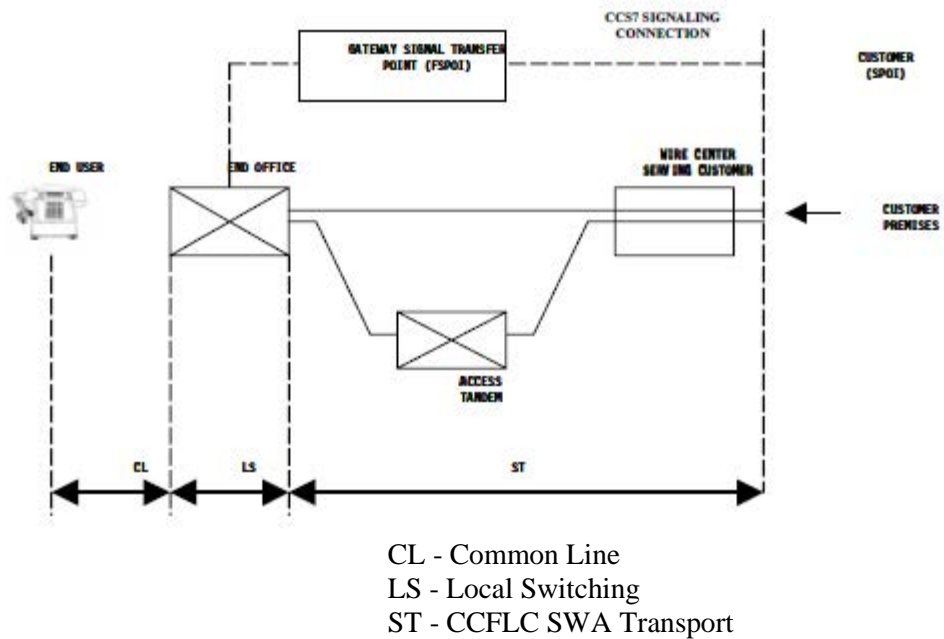 CCS7 SIGNALING
CONNECTION
GATEWAY SIGNAL TRANSFER
POINT (FSPOI)
CUSTOMER
(SPOI)
END USER
END OFFICE
WIRE CENTER
SERVING CUSTOMER
CUSTOMER
PREMISES
ACCESS
TANDEM
CL
LS
ST
CL - Common Line
LS - Local Switching
ST - CCFLC SWA Transport